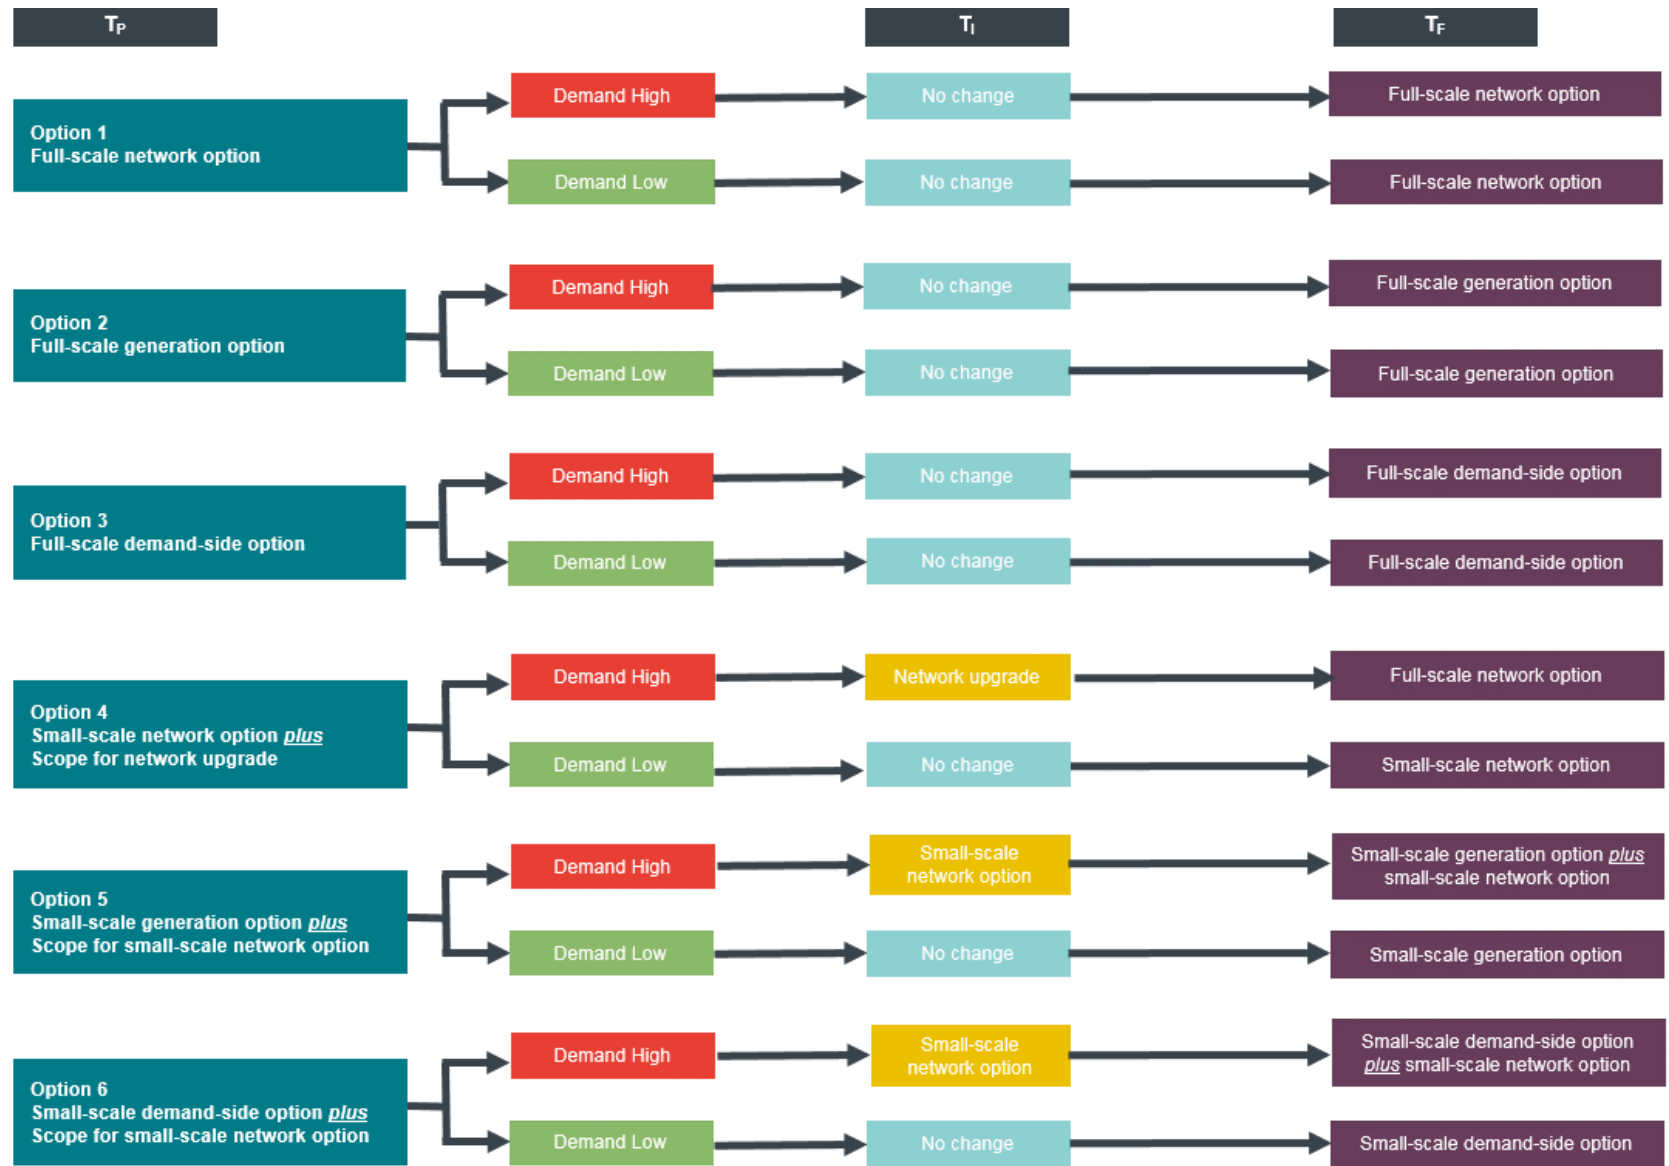 TP
TI
TF
Demand High
No change
Full-scale network option
Option 1
Full-scale network option
Demand Low
No change
Full-scale network option
Demand High
No change
Full-scale generation option
Option 2
Full-scale generation option
Demand Low
No change
Full-scale generation option
Demand High
No change
Full-scale demand-side option
Option 3
Full-scale demand-side option
Demand Low
No change
Full-scale demand-side option
Demand High
Network upgrade
Full-scale network option
Option 4
Small-scale network option plus
Scope for network upgrade
Demand Low
No change
Small-scale network option
Demand High
Small-scale
network option
Small-scale generation option plus
small-scale network option
Option 5
Small-scale generation option plus
Scope for small-scale network option
Demand Low
No change
Small-scale generation option
Demand High
Small-scale
network option
Small-scale demand-side option
plus small-scale network option
Option 6
Small-scale demand-side option plus
Scope for small-scale network option
Demand Low
No change
Small-scale demand-side option